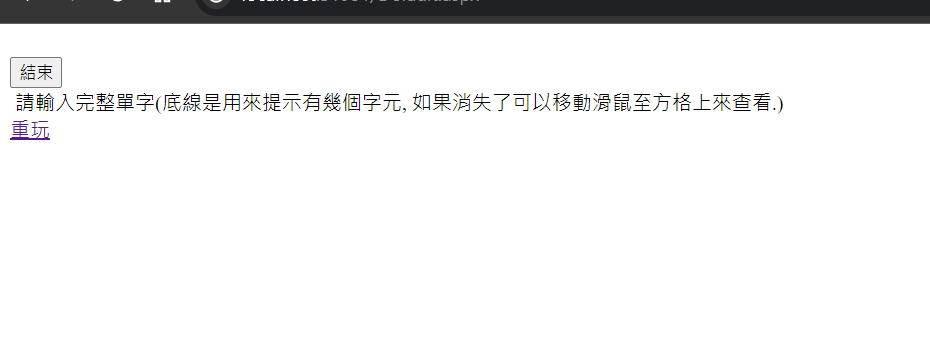 結束
請輸入完整單字(底線是用來提示有幾個字元, 如果消失了可以移動滑鼠至方格上來查看.)
重玩